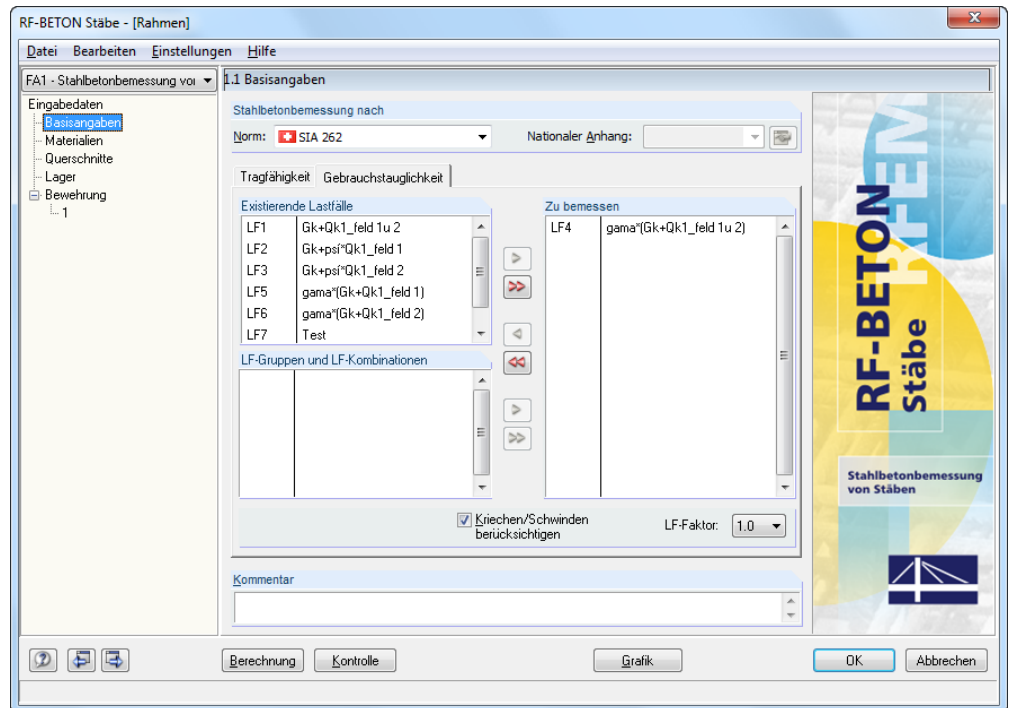 RF-BETON Stäbe - [Rahmen]
Datei Bearbeiten Einstellungen Hilfe
FA1 - Stahlbetonbemessung voı
1.1 Basisangaben
Eingabedaten
Basisangaben
Materialien
Querschnitte
Lager
Bewehrung
1
Stahlbetonbemessung nach
Norm: SIA 262 Nationaler Anhang:
Tragfähigkeit Gebrauchstauglichkeit
Existierende Lastfälle
LF1 Gk+Qk1_feld 1u 2
LF2 Gk+psi*Qk1_feld 1
LF3 Gk+psi*Qk1_feld 2
LF5 gama*(Gk+Qk1_feld 1)
LF6 gama*(Gk+Qk1_feld 2)
LF7 Test
LF-Gruppen und LF-Kombinationen
Zu bemessen
LF4 gama*(Gk+Qk1_feld 1u 2)
Kriechen/Schwinden
berücksichtigen
LF-Faktor: 1.0
Kommentar
RFEM
RF-BETON
Stäbe
Stahlbetonbemessung
von Stäben
Berechnung Kontrolle Grafik OK Abbrechen